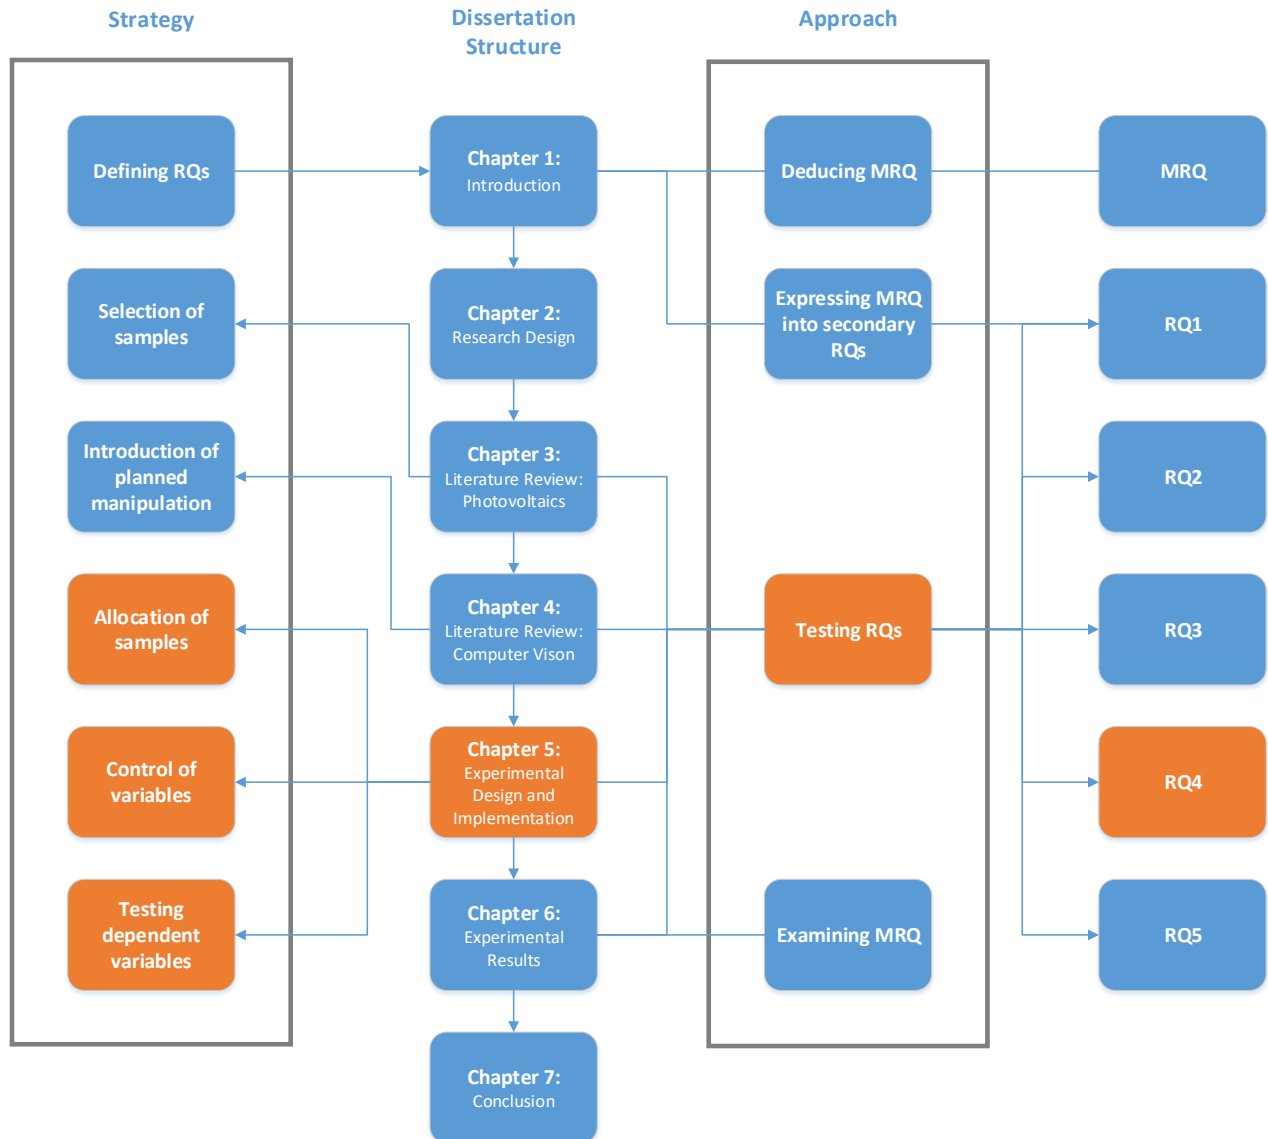 Strategy
Dissertation
Structure
Approach
Defining RQs
Chapter 1:
Introduction
Deducing MRQ
MRQ
Selection of
samples
Chapter 2:
Research Design
Expressing MRQ
into secondary
RQs
RQ1
Introduction of
planned
manipulation
Chapter 3:
Literature Review:
Photovoltaics
RQ2
Allocation of
samples
Chapter 4:
Literature Review:
Computer Vison
Testing RQs
RQ3
Control of
variables
Chapter 5:
Experimental
Design and
Implementation
RQ4
Testing
dependent
variables
Chapter 6:
Experimental
Results
Examining MRQ
RQ5
Chapter 7:
Conclusion